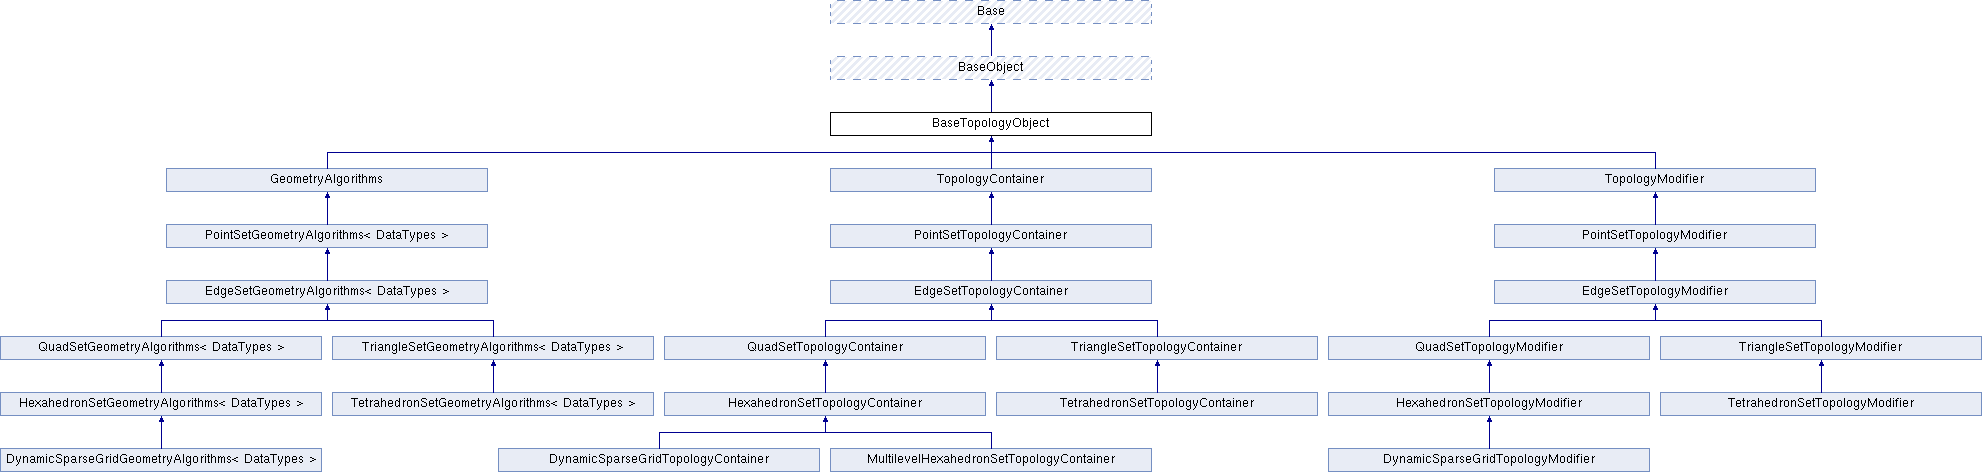 Base
BaseObject
BaseTopologyObject
GeometryAlgorithms
TopologyContainer
TopologyModifier
PointSetGeometryAlgorithms< DataTypes >
PointSetTopologyContainer
PointSetTopologyModifier
EdgeSetGeometryAlgorithms< DataTypes >
EdgeSetTopologyContainer
EdgeSetTopologyModifier
QuadSetGeometryAlgorithms< DataTypes >
TriangleSetGeometryAlgorithms< DataTypes >
QuadSetTopologyContainer
TriangleSetTopologyContainer
QuadSetTopologyModifier
TriangleSetTopologyModifier
HexahedronSetGeometryAlgorithms< DataTypes >
TetrahedronSetGeometryAlgorithms< DataTypes >
HexahedronSetTopologyContainer
TetrahedronSetTopologyContainer
HexahedronSetTopologyModifier
TetrahedronSetTopologyModifier
DynamicSparseGridGeometryAlgorithms< DataTypes >
DynamicSparseGridTopologyContainer
MultilevelHexahedronSetTopologyContainer
DynamicSparseGridTopologyModifier